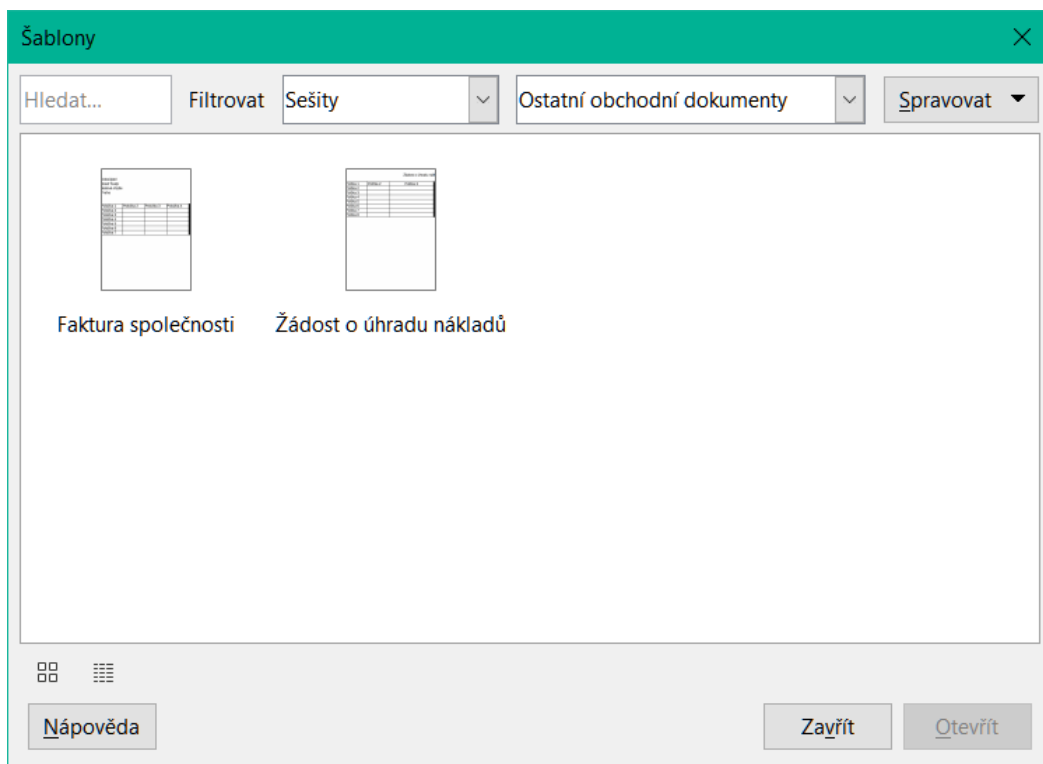 Šablony
Hledat...
Filtrovat
Sešity
Ostatní obchodní dokumenty
Spravovat
Faktura společnosti
Žádost o úhradu nákladů
Nápověda
Zavřít
Otevřít